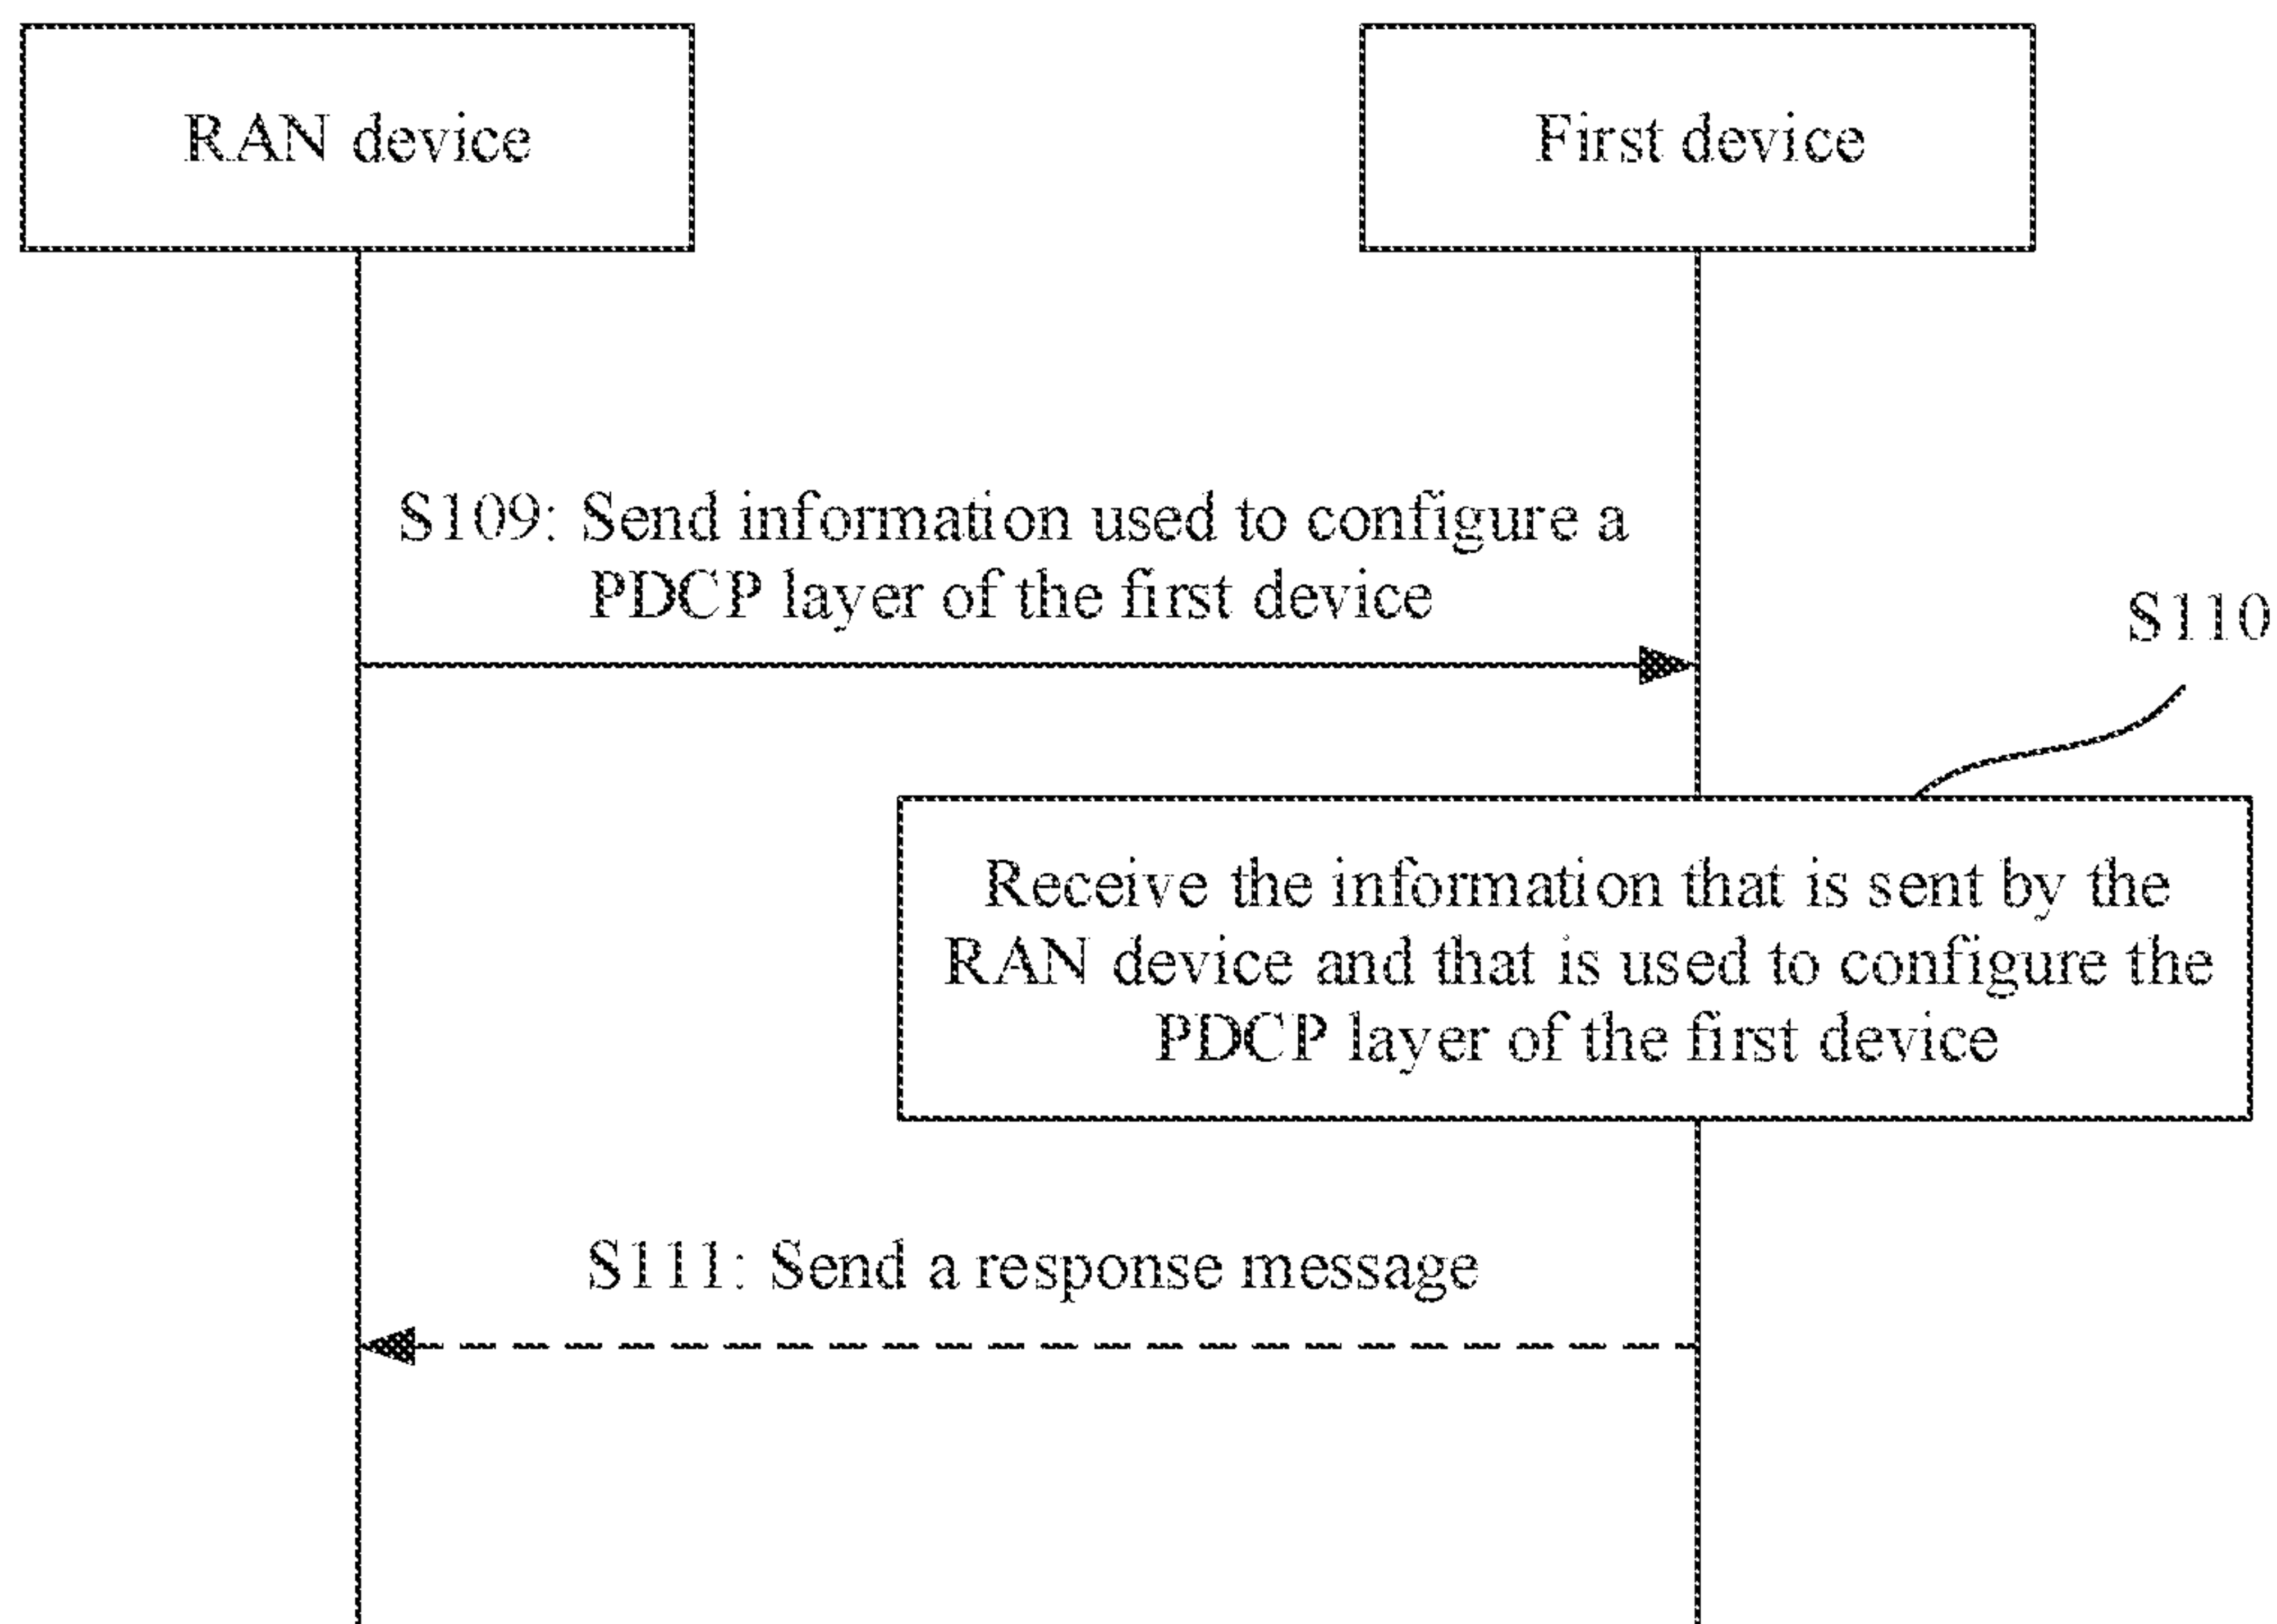 RAN device
First device
S109: Send information used to configure a
PDCP layer of the first device
S110
Receive the information that is sent by the
RAN device and that is used to configure the
PDCP layer of the first device
S111: Send a response message